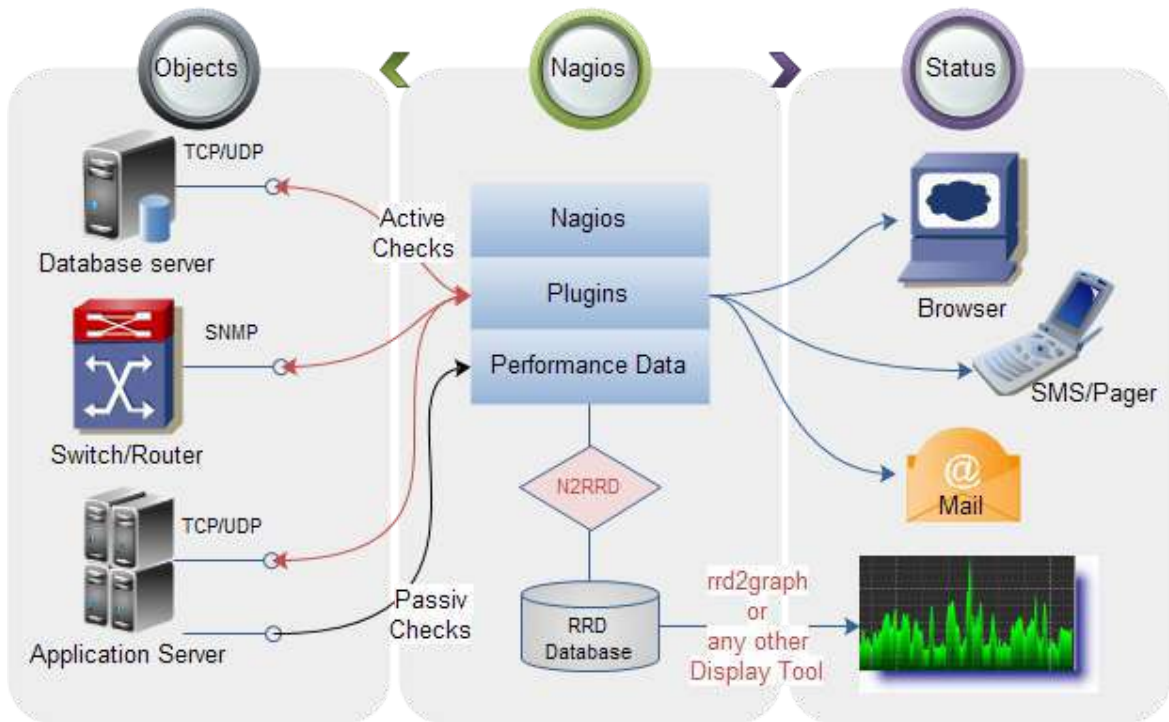 Objects
Nagios
Status
TCP/UDP
Database server
SNMP
Switch/Router
TCP/UDP
Application Server
Active
Checks
Passiv
Checks
Nagios
Plugins
Performance Data
N2RRD
RRD
Database
rrd2graph
or
any other
Display Tool
Browser
SMS/Pager
@
Mail